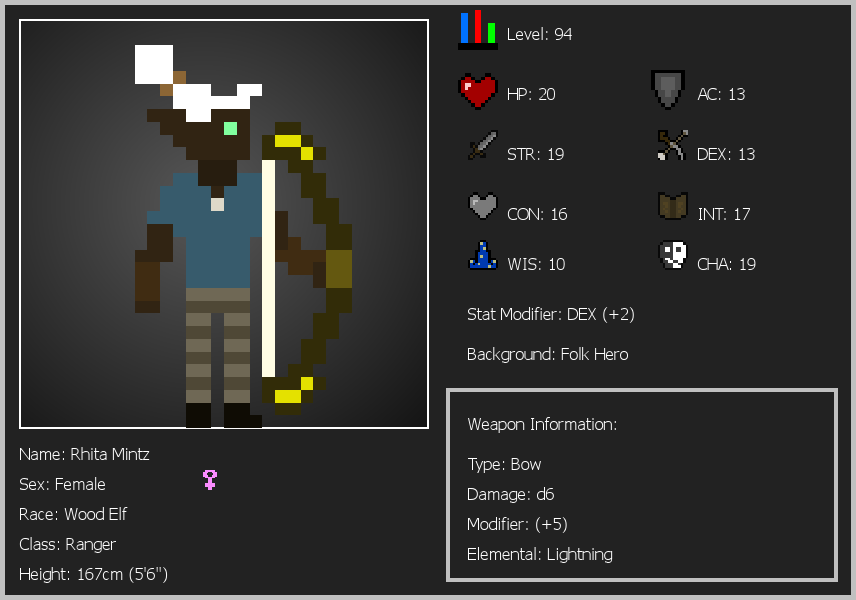 Level: 94
HP: 20
AC: 13
STR: 19
DEX: 13
CON: 16
INT: 17
WIS: 10
CHA: 19
Stat Modifier: DEX (+2)
Background: Folk Hero
Weapon Information:
Type: Bow
Damage: d6
Modifier: (+5)
Elemental: Lightning
Name: Rhita Mintz
Sex: Female
Race: Wood Elf
Class: Ranger
Height: 167cm (5'6")